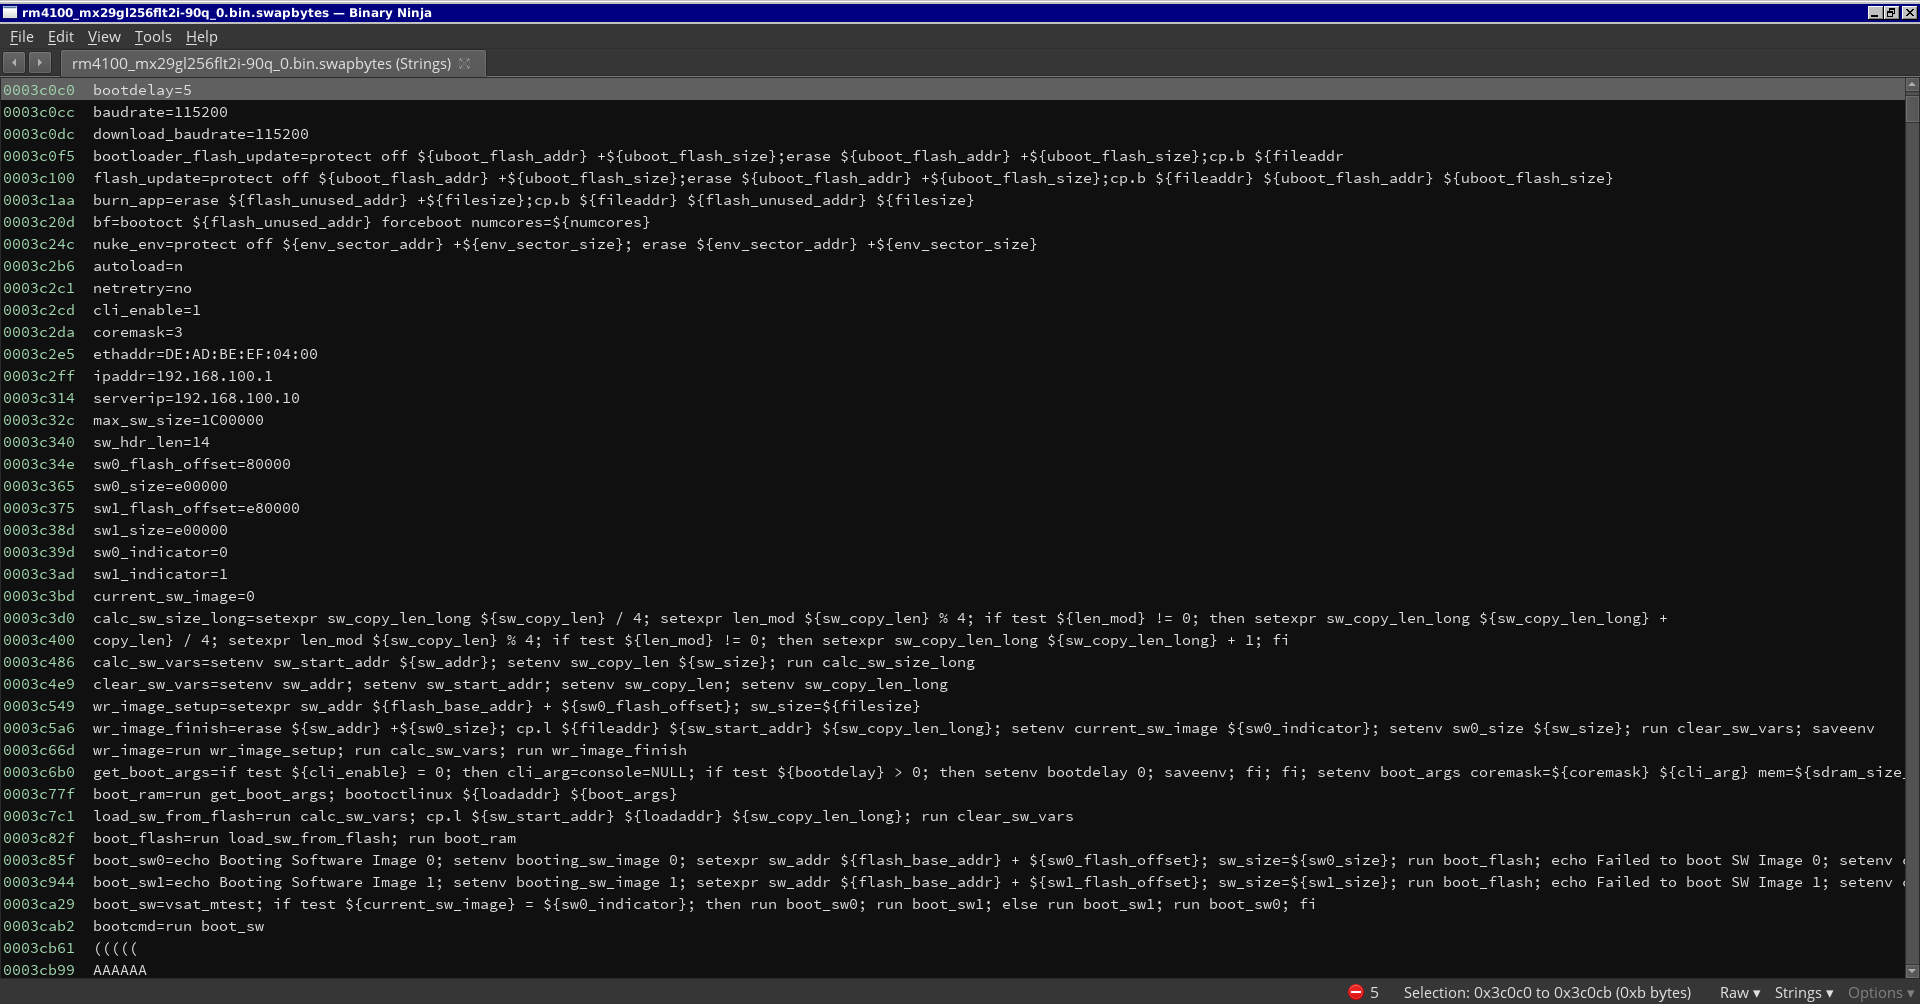 rm4100_mx29gl256flt2i-90q_0.bin.swapbytes — Binary Ninja
File Edit View Tools Help
rm4100_mx29gl256flt2i-90q_0.bin.swapbytes (Strings)
0003c0c0 bootdelay=5
0003c0cc baudrate=115200
0003c0dc download_baudrate=115200
0003c0f5 bootloader_flash_update=protect off ${uboot_flash_addr} +${uboot_flash_size};erase ${uboot_flash_addr} +${uboot_flash_size};cp.b ${fileaddr
0003c100 flash_update=protect off ${uboot_flash_addr} +${uboot_flash_size};erase ${uboot_flash_addr} +${uboot_flash_size};cp.b ${fileaddr} ${uboot_flash_addr} ${uboot_flash_size}
0003c1aa burn_app=erase ${flash_unused_addr} +${filesize};cp.b ${fileaddr} ${flash_unused_addr} ${filesize}
0003c20d bf=bootoct ${flash_unused_addr} forceboot numcores=${numcores}
0003c24c nuke_env=protect off ${env_sector_addr} +${env_sector_size}; erase ${env_sector_addr} +${env_sector_size}
0003c2b6 autoload=n
0003c2c1 netretry=no
0003c2cd cli_enable=1
0003c2da coremask=3
0003c2e5 ethaddr=DE:AD:BE:EF:04:00
0003c2ff ipaddr=192.168.100.1
0003c314 serverip=192.168.100.10
0003c32c max_sw_size=1C00000
0003c340 sw_hdr_len=14
0003c34e sw0_flash_offset=80000
0003c365 sw0_size=e00000
0003c375 sw1_flash_offset=e80000
0003c38d sw1_size=e00000
0003c39d sw0_indicator=0
0003c3ad sw1_indicator=1
0003c3bd current_sw_image=0
0003c3d0 calc_sw_size_long=setexpr sw_copy_len_long ${sw_copy_len} / 4; setexpr len_mod ${sw_copy_len} % 4; if test ${len_mod} != 0; then setexpr sw_copy_len_long ${sw_copy_len_long} +
0003c400 copy_len} / 4; setexpr len_mod ${sw_copy_len} % 4; if test ${len_mod} != 0; then setexpr sw_copy_len_long ${sw_copy_len_long} + 1; fi
0003c486 calc_sw_vars=setenv sw_start_addr ${sw_addr}; setenv sw_copy_len ${sw_size}; run calc_sw_size_long
0003c4e9 clear_sw_vars=setenv sw_addr; setenv sw_start_addr; setenv sw_copy_len; setenv sw_copy_len_long
0003c549 wr_image_setup=setexpr sw_addr ${flash_base_addr} + ${sw0_flash_offset}; sw_size=${filesize}
0003c5a6 wr_image_finish=erase ${sw_addr} +${sw0_size}; cp.l ${fileaddr} ${sw_start_addr} ${sw_copy_len_long}; setenv current_sw_image ${sw0_indicator}; setenv sw0_size ${sw_size}; run clear_sw_vars; saveenv
0003c66d wr_image=run wr_image_setup; run calc_sw_vars; run wr_image_finish
0003c6b0 get_boot_args=if test ${cli_enable} = 0; then cli_arg=console=NULL; if test ${bootdelay} > 0; then setenv bootdelay 0; saveenv; fi; fi; setenv boot_args coremask=${coremask} ${cli_arg} mem=${sdram_size_
0003c77f boot_ram=run get_boot_args; bootoctlinux ${loadaddr} ${boot_args}
0003c7c1 load_sw_from_flash=run calc_sw_vars; cp.l ${sw_start_addr} ${loadaddr} ${sw_copy_len_long}; run clear_sw_vars
0003c82f boot_flash=run load_sw_from_flash; run boot_ram
0003c85f boot_sw0=echo Booting Software Image 0; setenv booting_sw_image 0; setexpr sw_addr ${flash_base_addr} + ${sw0_flash_offset}; sw_size=${sw0_size}; run boot_flash; echo Failed to boot SW Image 0; setenv
0003c944 boot_sw1=echo Booting Software Image 1; setenv booting_sw_image 1; setexpr sw_addr ${flash_base_addr} + ${sw1_flash_offset}; sw_size=${sw1_size}; run boot_flash; echo Failed to boot SW Image 1; setenv
0003ca29 boot_sw=vsat_mtest; if test ${current_sw_image} = ${sw0_indicator}; then run boot_sw0; run boot_sw1; else run boot_sw1; run boot_sw0; fi
0003cab2 bootcmd=run boot_sw
0003cb61 (((((
0003cb99 AAAAAA
5 Selection: 0x3c0c0 to 0x3c0cb (0xb bytes) Raw ▾ Strings ▾ Options ▾